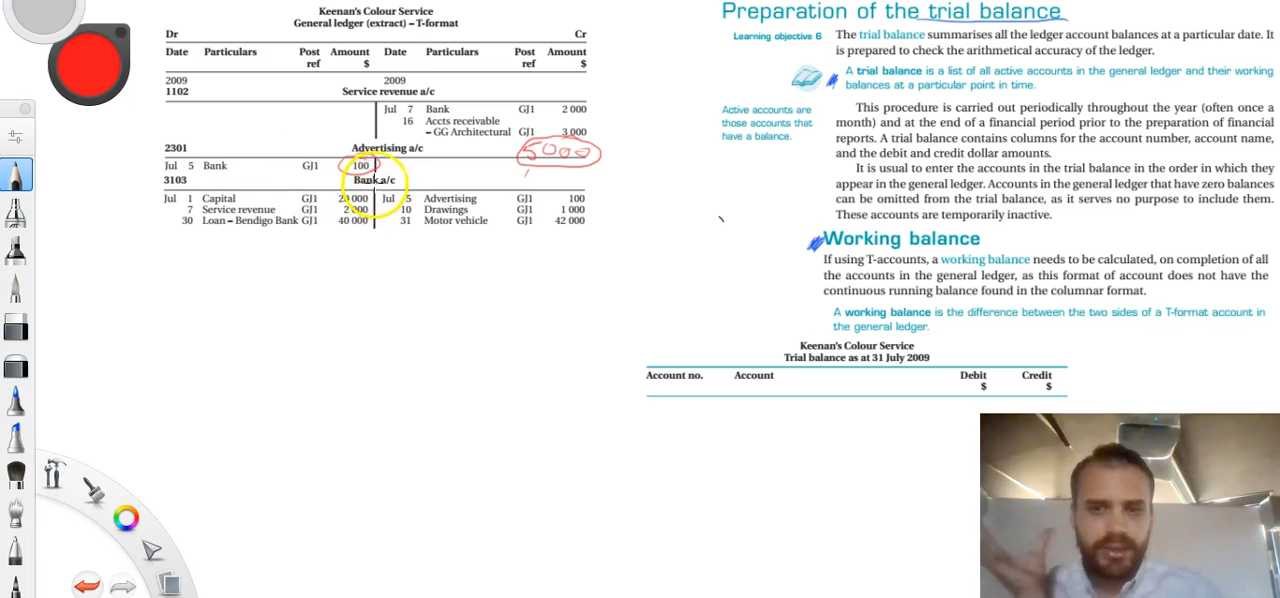 Keenan's Colour Service
General ledger (extract) – T-format
Dr Cr
Date Particulars Post ref Amount $ Date Particulars Post ref Amount $
2009 2009
1102 Service revenue a/c
Jul 7 Bank GJ1 2 000
16 Accts receivable
– GG Architectural GJ1 3 000
5000
2301 Advertising a/c
Jul 5 Bank GJ1 100
3103 Bank a/c
Jul 1 Capital GJ1 20 000 Jul 5 Advertising GJ1 100
7 Service revenue GJ1 2 000 10 Drawings GJ1 1 000
30 Loan – Bendigo Bank GJ1 40 000 31 Motor vehicle GJ1 42 000
Preparation of the trial balance
Learning objective 6
The trial balance summarises all the ledger account balances at a particular date. It
is prepared to check the arithmetical accuracy of the ledger.
A trial balance is a list of all active accounts in the general ledger and their working
balances at a particular point in time.
Active accounts are
those accounts that
have a balance.
This procedure is carried out periodically throughout the year (often once a
month) and at the end of a financial period prior to the preparation of financial
reports. A trial balance contains columns for the account number, account name,
and the debit and credit dollar amounts.
It is usual to enter the accounts in the trial balance in the order in which they
appear in the general ledger. Accounts in the general ledger that have zero balances
can be omitted from the trial balance, as it serves no purpose to include them.
These accounts are temporarily inactive.
Working balance
If using T-accounts, a working balance needs to be calculated, on completion of all
the accounts in the general ledger, as this format of account does not have the
continuous running balance found in the columnar format.
A working balance is the difference between the two sides of a T-format account in
the general ledger.
Keenan's Colour Service
Trial balance as at 31 July 2009
Account no. Account Debit $ Credit $